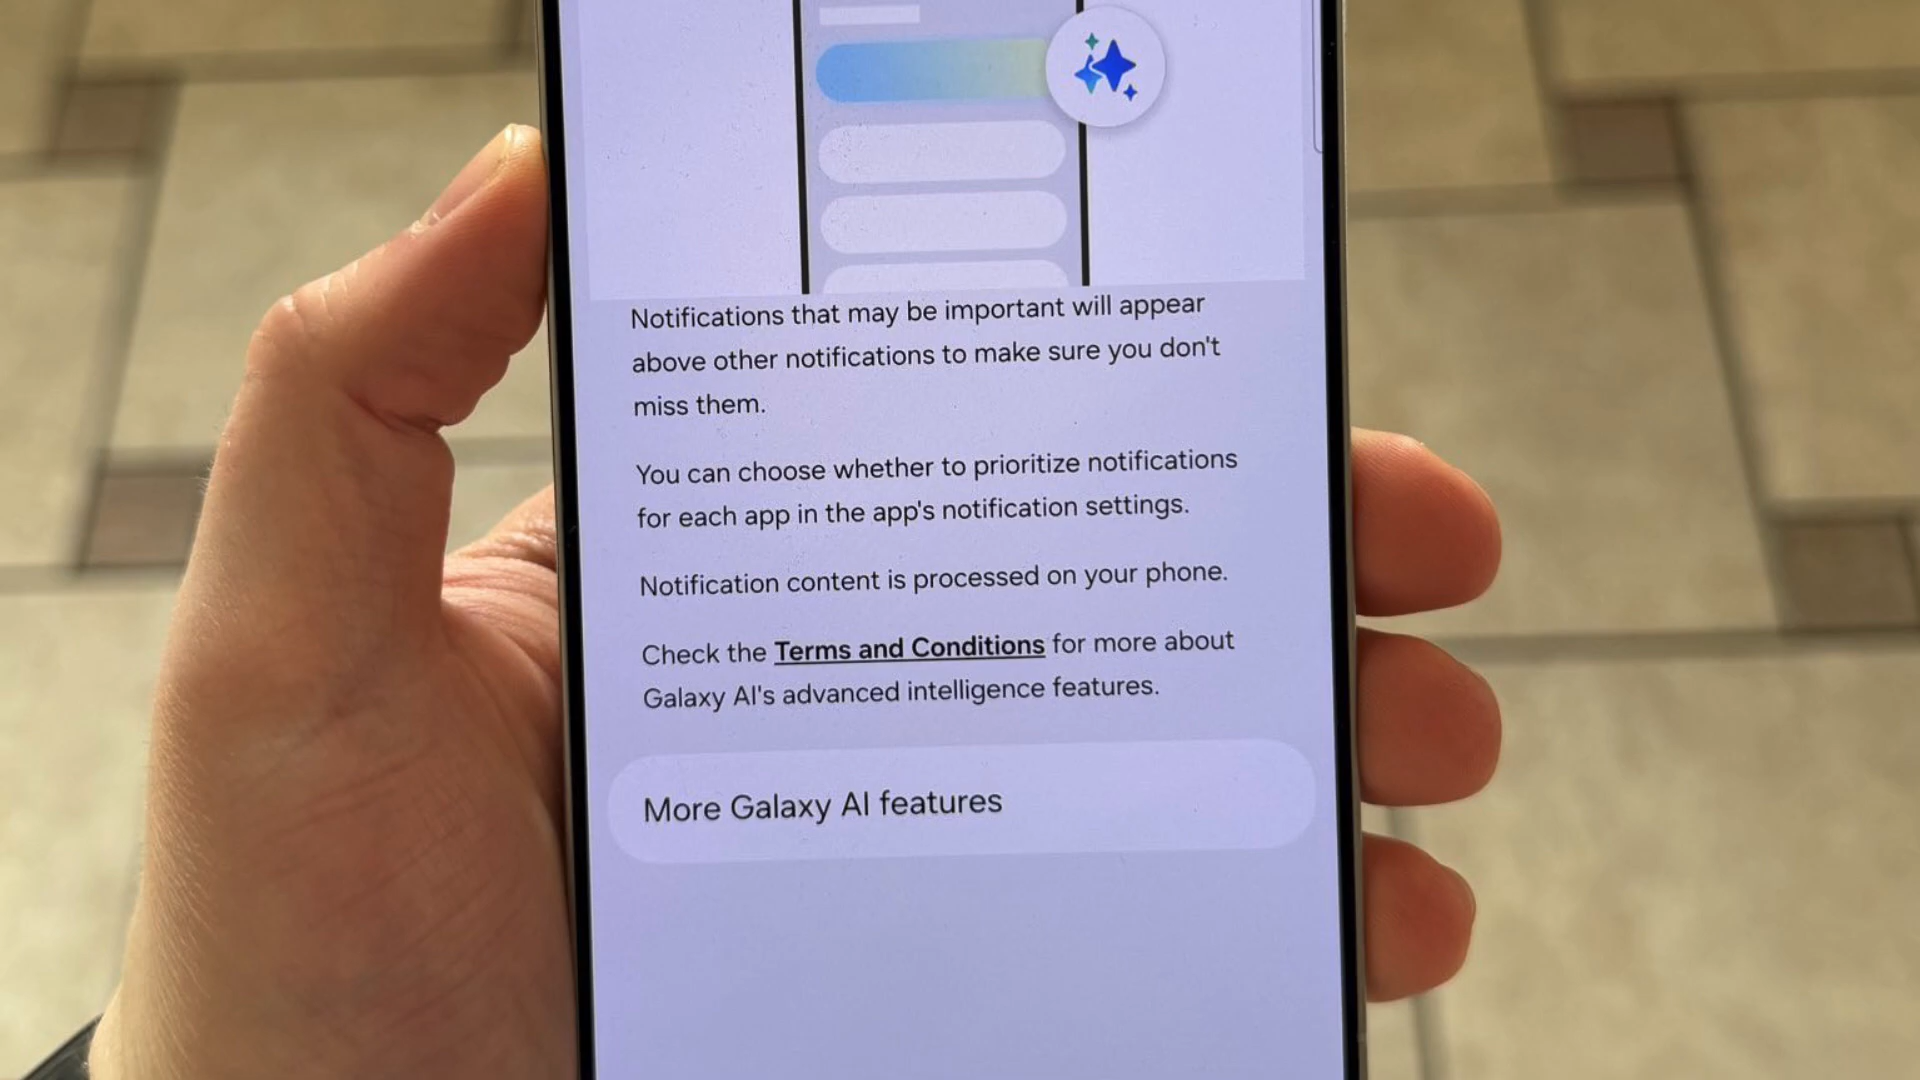 Notifications that may be important will appear
above other notifications to make sure you don't
miss them.
You can choose whether to prioritize notifications
for each app in the app's notification settings.
Notification content is processed on your phone.
Check the Terms and Conditions for more about
Galaxy AI's advanced intelligence features.
More Galaxy AI features